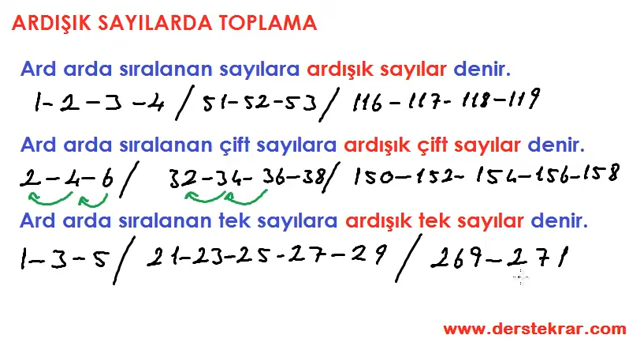 ARDIŞIK SAYILARDA TOPLAMA
Ard arda sıralanan sayılara ardışık sayılar denir.
1-2-3-4/51-52-53/116-117-118-119
Ard arda sıralanan çift sayılara ardışık çift sayılar denir.
2-4-6/ 32-34-36-38/150-152-154-156-158
Ard arda sıralanan tek sayılara ardışık tek sayılar denir.
1-3-5/21-23-25-27-29/269-271
www.derstekrar.com